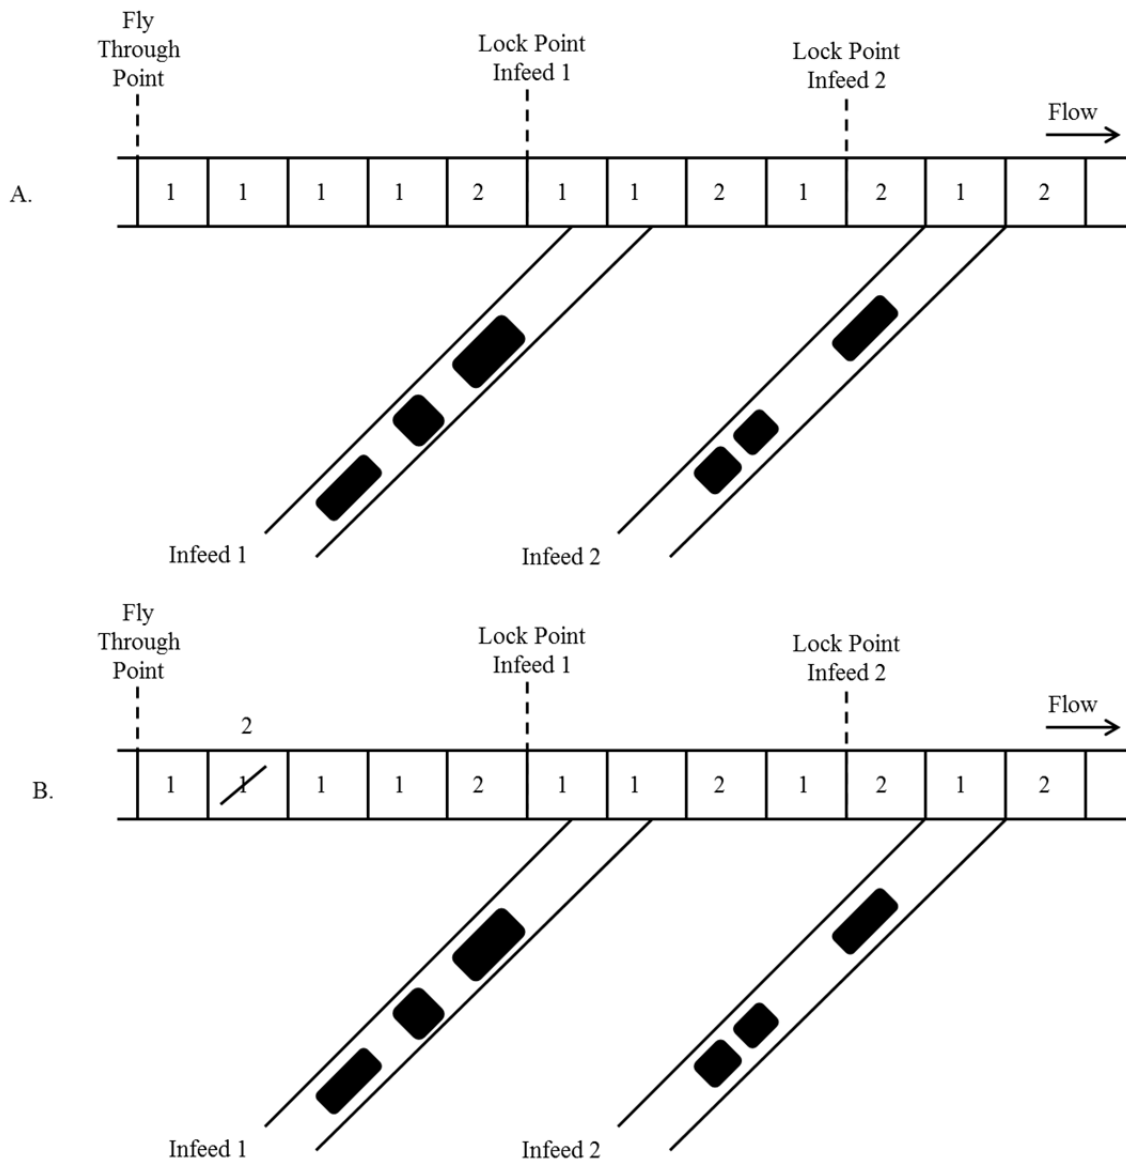 Fly
Through
Point
Lock Point
Infeed 1
Lock Point
Infeed 2
Flow
A.
1 1 1 1 2 1 1 2 1 2 1 2
Infeed 1
Infeed 2
Fly
Through
Point
Lock Point
Infeed 1
Lock Point
Infeed 2
Flow
2
B.
1 1 1 1 2 1 1 2 1 2 1 2
Infeed 1
Infeed 2